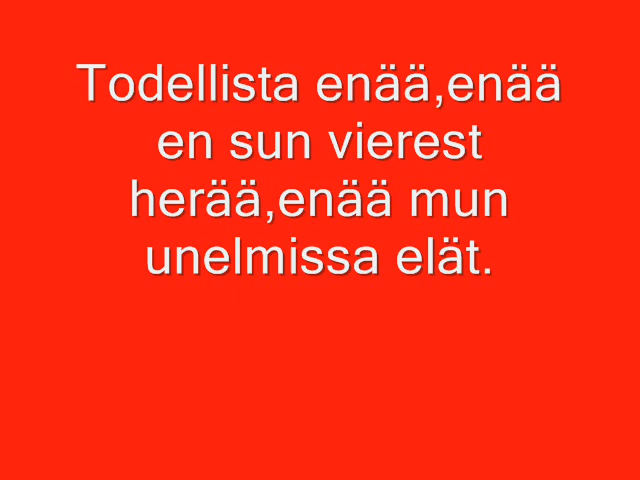 Todellista enää,enää
en sun vierest
herää,enää mun
unelmissa elät.